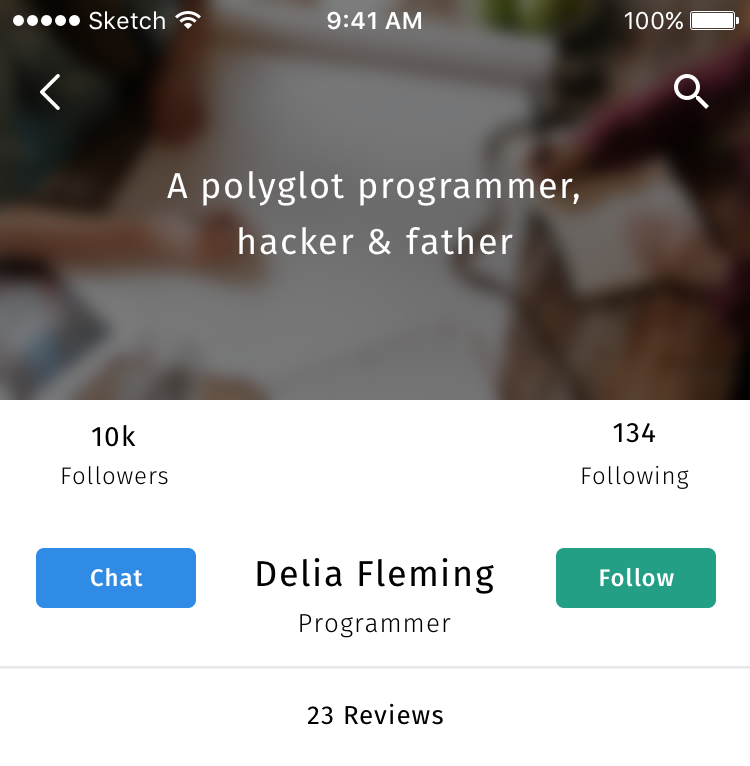 Sketch 9:41 AM 100%
A polyglot programmer,
hacker & father
10k 134
Followers Following
Chat Delia Fleming Follow
Programmer
23 Reviews